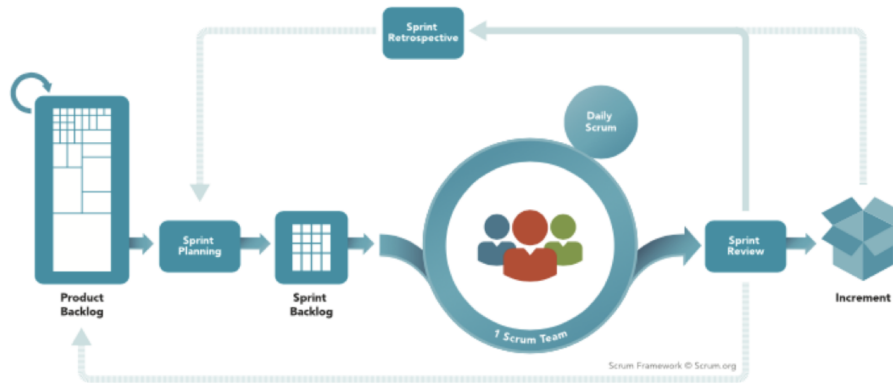 Sprint
Retrospective
Daily
Scrum
Sprint
Planning
Sprint
Review
Product
Backlog
Sprint
Backlog
Increment
1 Scrum Team
Scrum Framework © Scrum.org